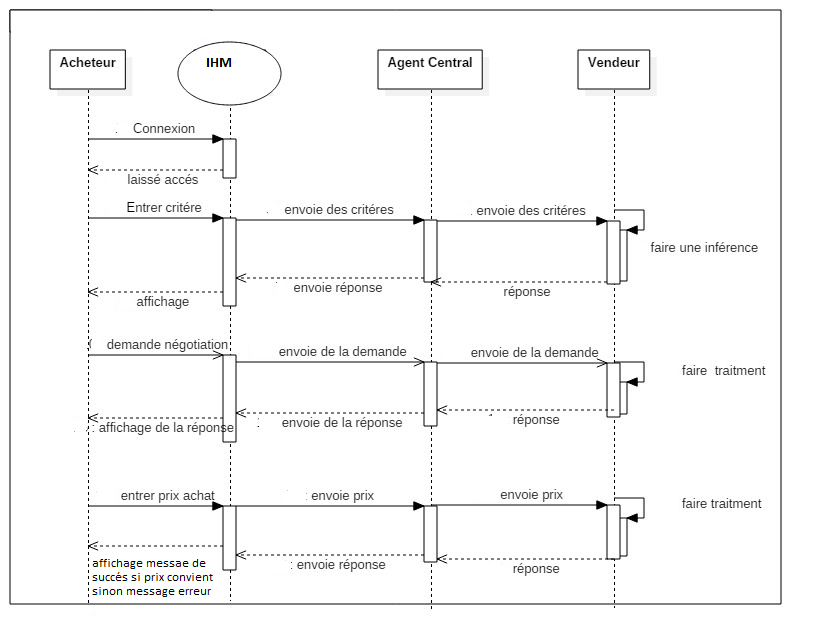 Acheteur
IHM
Agent Central
Vendeur
Connexion
laissé accés
Entrer critére
envoie des critéres
envoie des critéres
faire une inférence
envoie réponse
réponse
affichage
demande négotiation
envoie de la demande
envoie de la demande
faire traitment
: affichage de la réponse
: envoie de la réponse
réponse
entrer prix achat
: envoie prix
envoie prix
faire traitment
: envoie réponse
réponse
affichage messae de
succés si prix convient
sinon message erreur